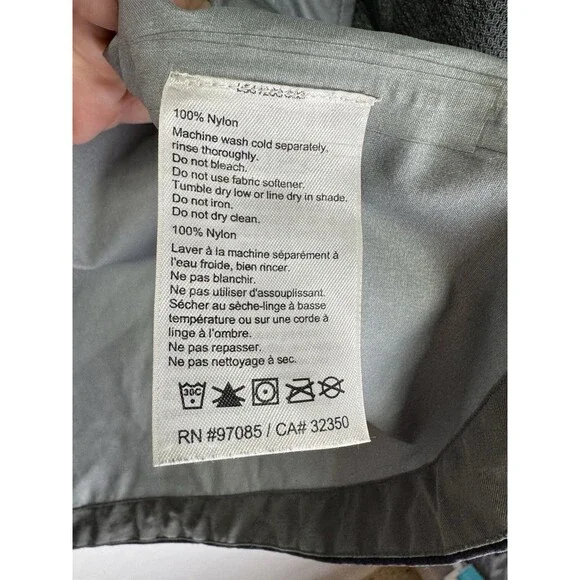 100% Nylon
Machine wash cold separately,
rinse thoroughly.
Do not bleach.
Do not use fabric softener.
Tumble dry low or line dry in shade.
Do not iron.
Do not dry clean.
100% Nylon
Laver à la machine séparément à
l'eau froide, bien rincer.
Ne pas blanchir.
Ne pas utiliser d'assouplissant.
Sécher au sèche-linge à basse
température ou sur une corde à
linge à l'ombre.
Ne pas repasser.
Ne pas nettoyage à sec.
30C
RN #97085 / CA# 32350